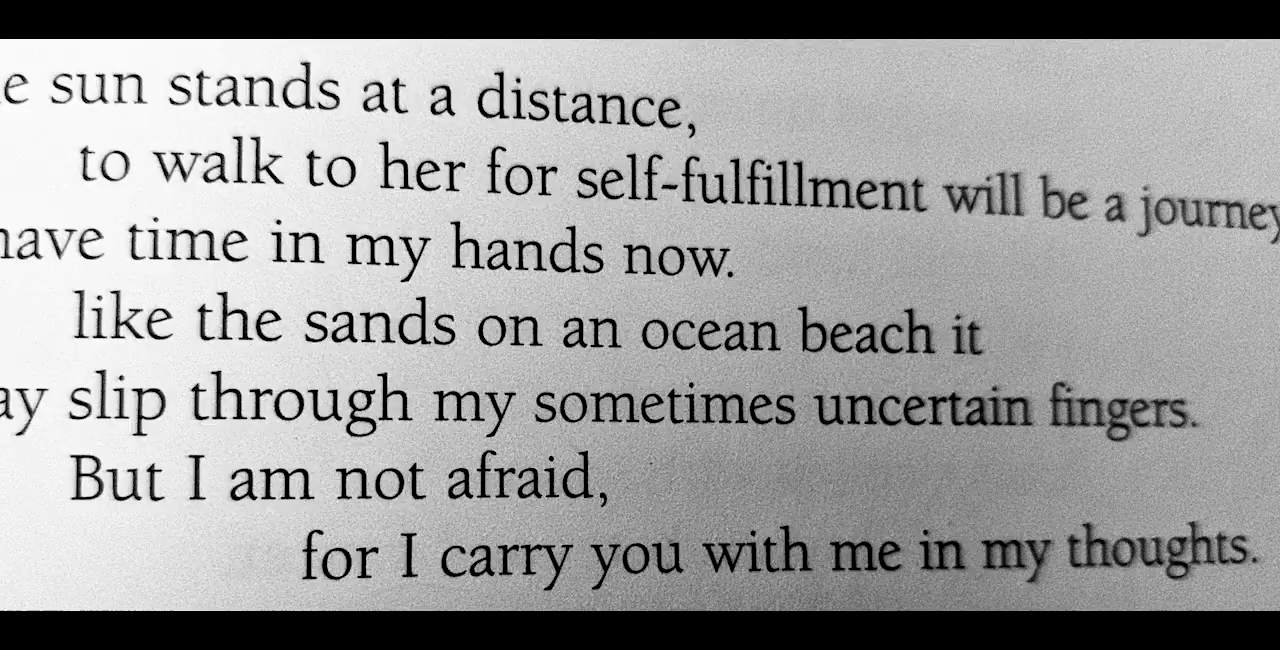 e sun stands at a distance,
to walk to her for self-fulfillment will be a journey
have time in my hands now.
like the sands on an ocean beach it
ay slip through my sometimes uncertain fingers.
But I am not afraid,
for I carry you with me in my thoughts.